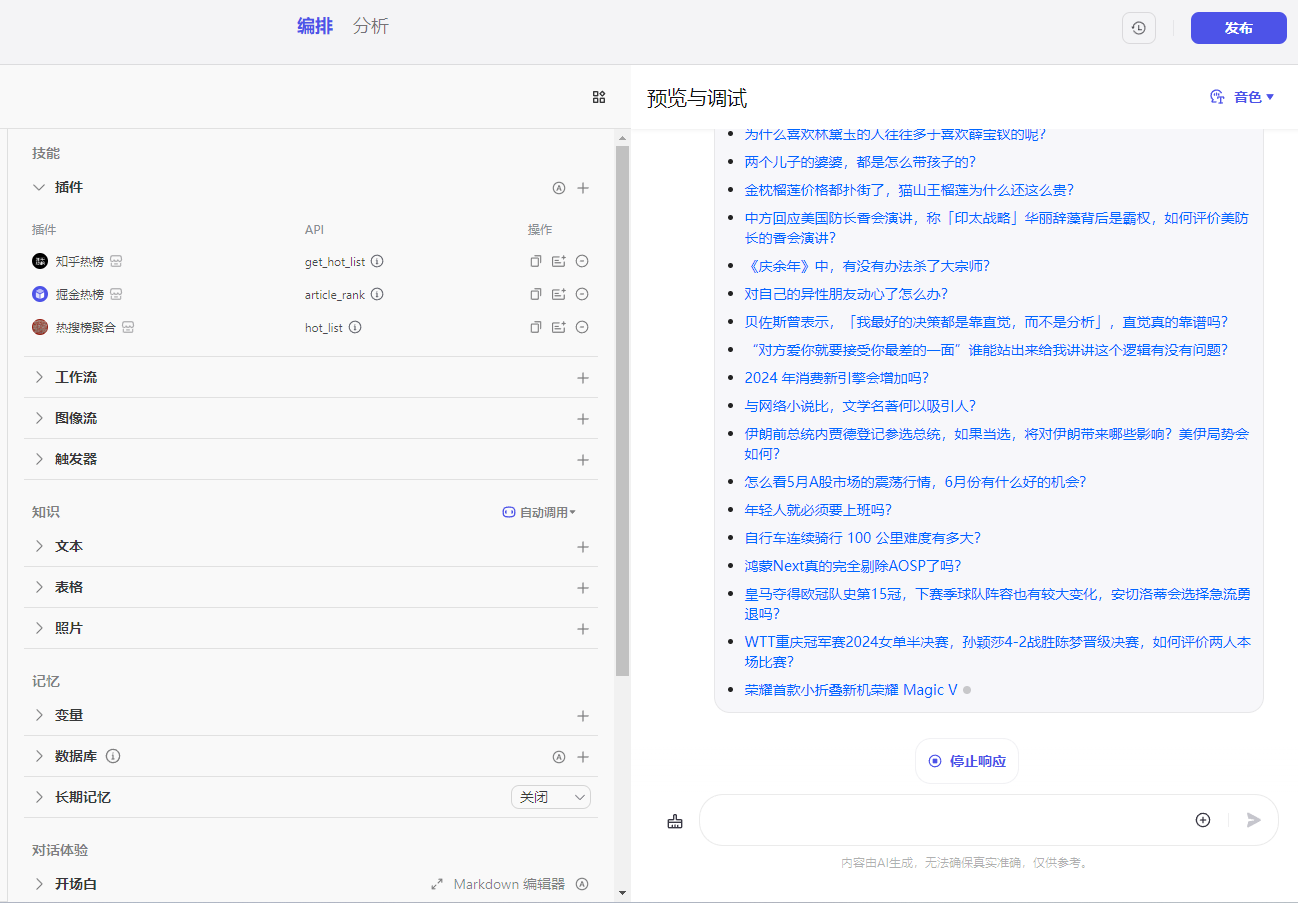 编排 分析
发布
预览与调试
音色
技能
插件
插件 API 操作
知乎热榜 get_hot_list
掘金热榜 article_rank
热搜榜聚合 hot_list
工作流
图像流
触发器
知识 自动调用
文本
表格
照片
记忆
变量
数据库
长期记忆 关闭
对话体验
开场白 Markdown 编辑器
为什么喜欢林黛玉的人往往多于喜欢薛宝钗的呢?
两个儿子的婆婆，都是怎么带孩子的?
金枕榴莲价格都扑街了，猫山王榴莲为什么还这么贵?
中方回应美国防长香会演讲，称「印太战略」华丽辞藻背后是霸权，如何评价美防
长的香会演讲?
《庆余年》中，有没有办法杀了大宗师?
对自己的异性朋友动心了怎么办?
贝佐斯普表示，「我最好的决策都是靠直觉，而不是分析」，直觉真的靠谱吗?
“对方爱你就要接受你最差的一面”谁能站出来给我讲讲这个逻辑有没有问题?
2024 年消费新引擎会增加吗?
与网络小说比，文学名著何以吸引人?
伊朗前总统内贾德登记参选总统，如果当选，将对伊朗带来哪些影响？美伊局势会
如何?
怎么看5月A股市场的震荡行情，6月份有什么好的机会?
年轻人就必须要上班吗?
自行车连续骑行 100 公里难度有多大?
鸿蒙Next真的完全剔除AOSP了吗?
皇马夺得欧冠队史第15冠，下赛季球队阵容也有较大变化，安切洛蒂会选择急流勇
退吗?
WTT重庆冠军赛2024女单半决赛，孙颖莎4-2战胜陈梦晋级决赛，如何评价两人本
场比赛?
荣耀首款小折叠新机荣耀 Magic V
停止响应
内容由AI生成，无法确保真实准确，仅供参考。